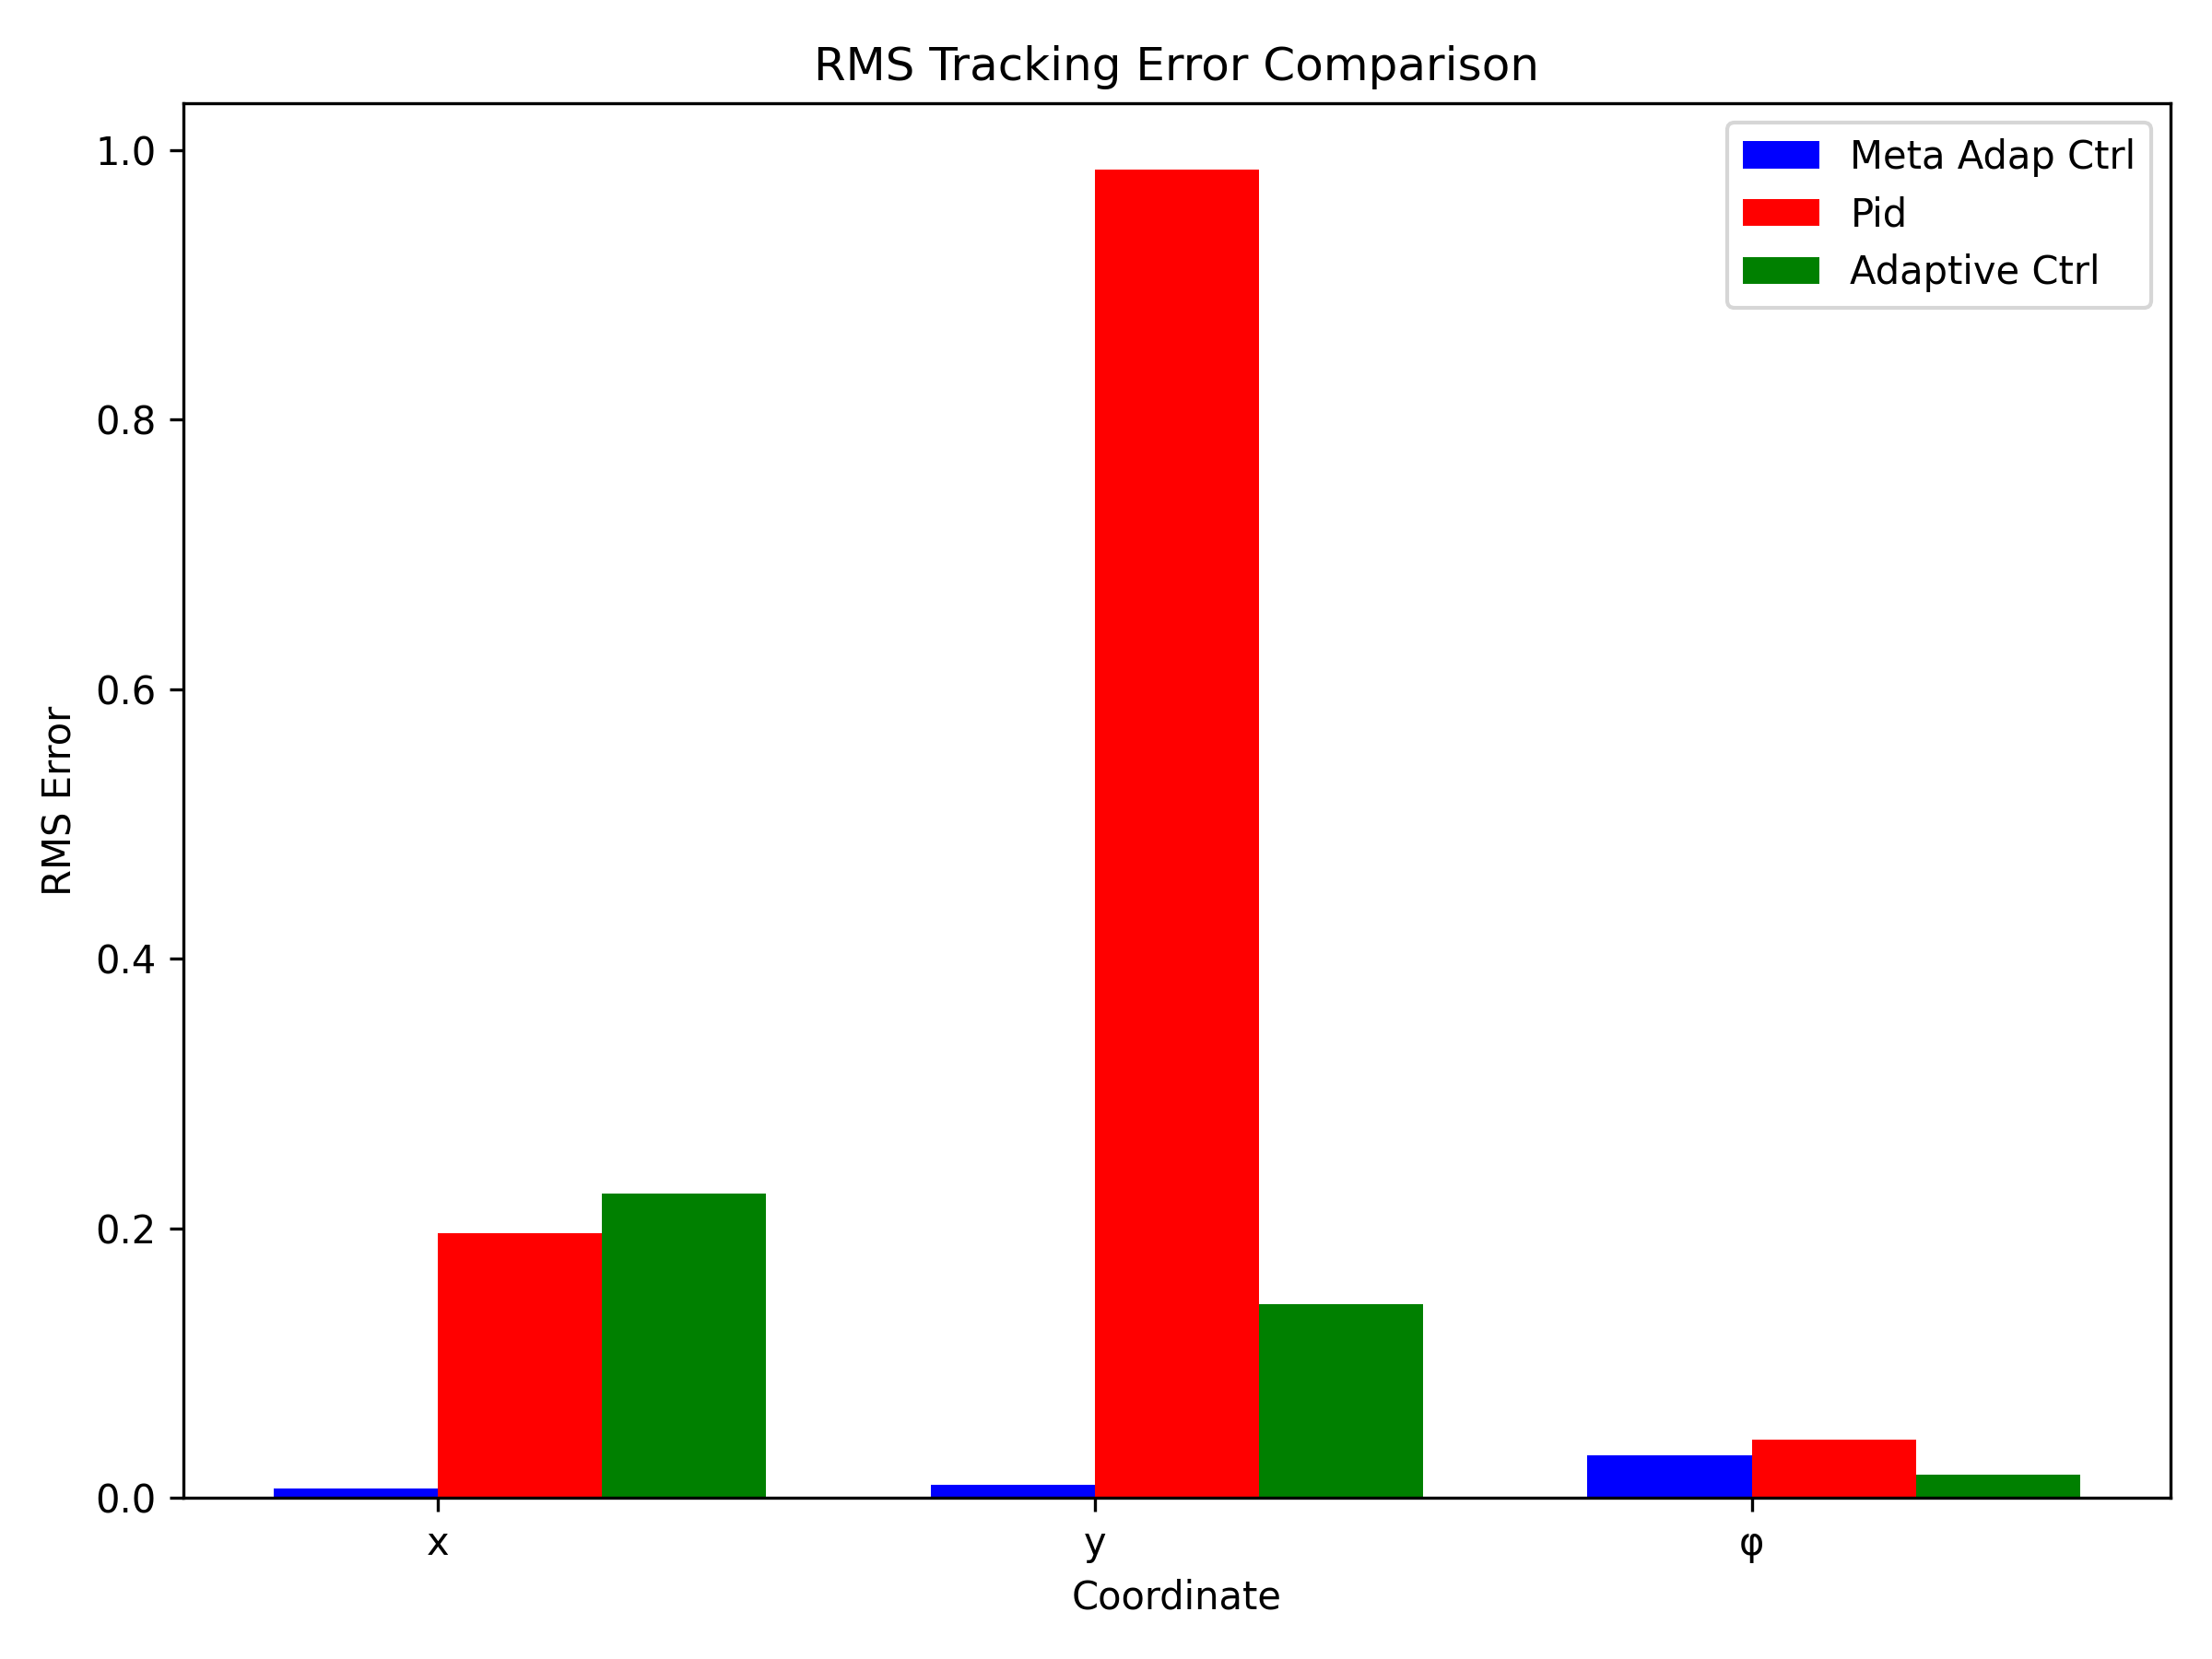 RMS Tracking Error Comparison
Meta Adap Ctrl
Pid
Adaptive Ctrl
RMS Error
1.0
0.8
0.6
0.4
0.2
0.0
x
y
φ
Coordinate